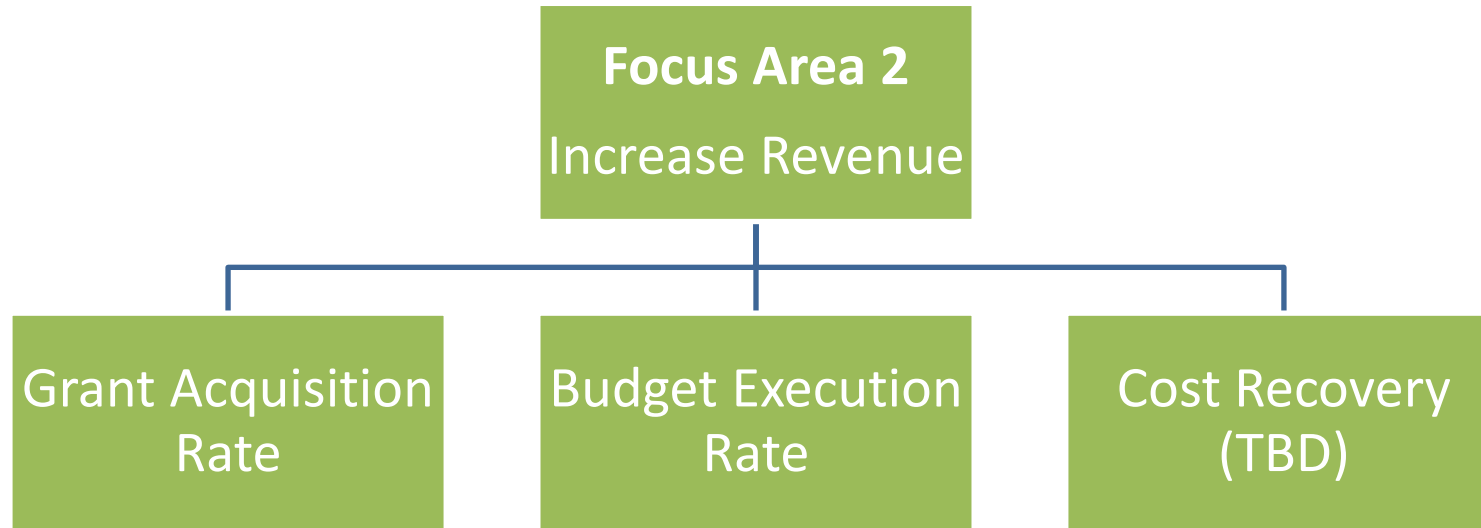 Focus Area 2
Increase Revenue
Grant Acquisition
Rate
Budget Execution
Rate
Cost Recovery
(TBD)